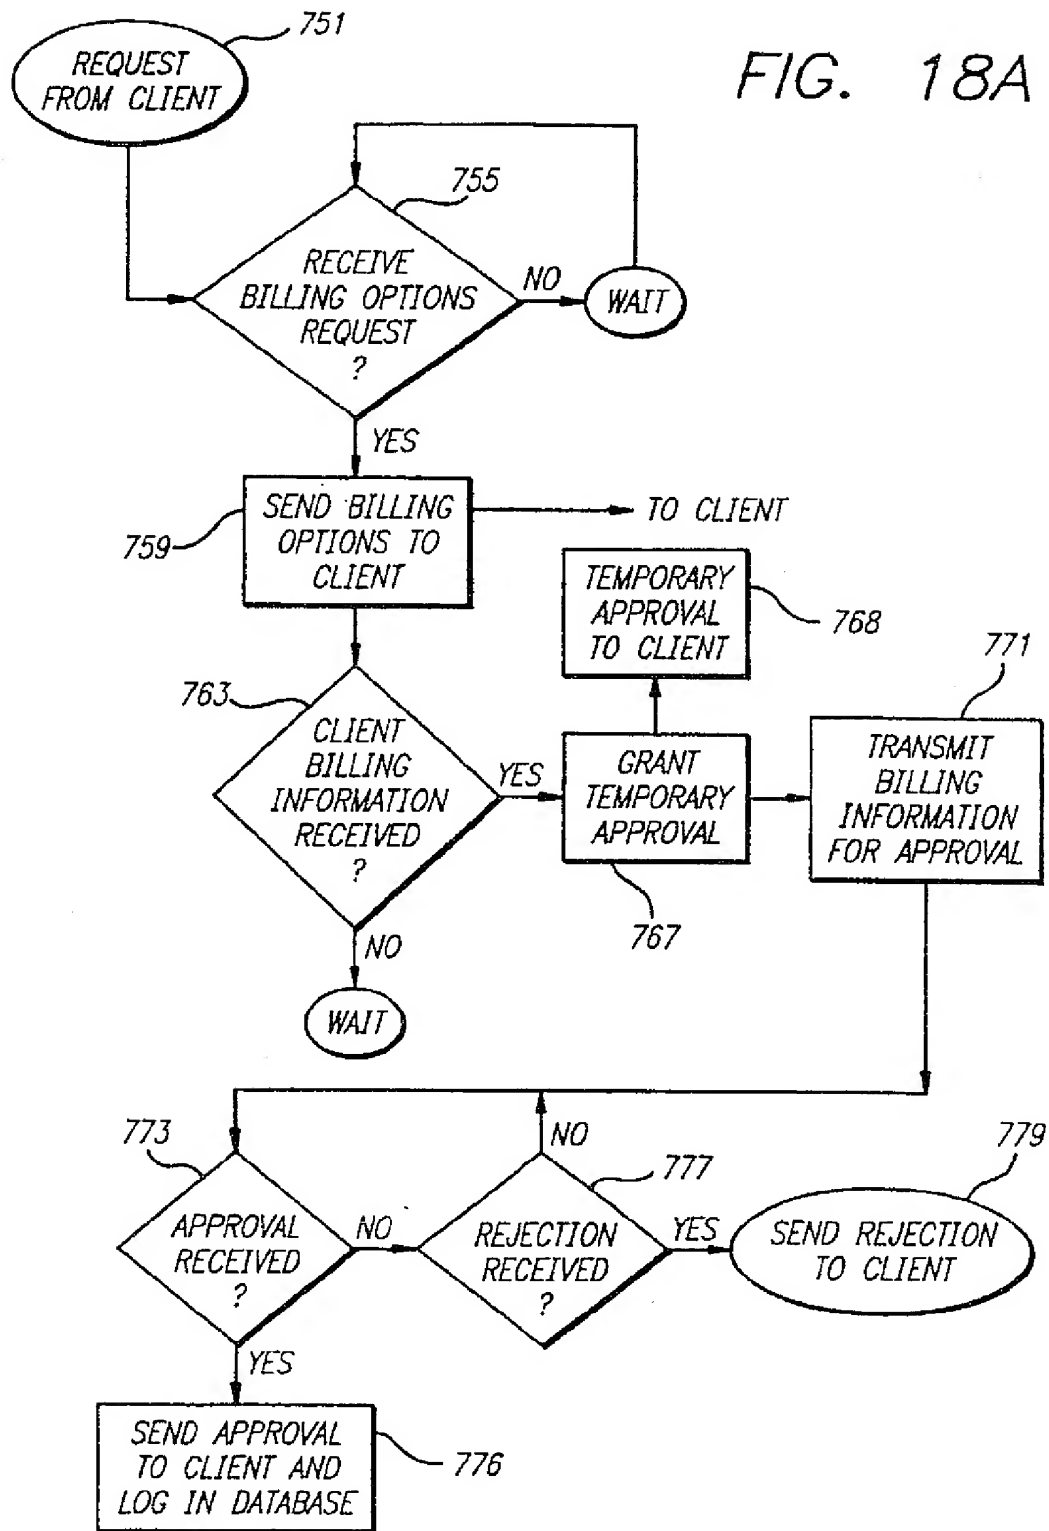 751
REQUEST
FROM CLIENT
FIG. 18A
755
RECEIVE
BILLING OPTIONS
REQUEST
?
NO
WAIT
YES
SEND BILLING
OPTIONS TO
CLIENT
759
TO CLIENT
TEMPORARY
APPROVAL
TO CLIENT
768
763
CLIENT
BILLING
INFORMATION
RECEIVED
?
YES
GRANT
TEMPORARY
APPROVAL
767
771
TRANSMIT
BILLING
INFORMATION
FOR APPROVAL
NO
WAIT
773
APPROVAL
RECEIVED
?
NO
777
REJECTION
RECEIVED
?
NO
YES
779
SEND REJECTION
TO CLIENT
YES
SEND APPROVAL
TO CLIENT AND
LOG IN DATABASE
776